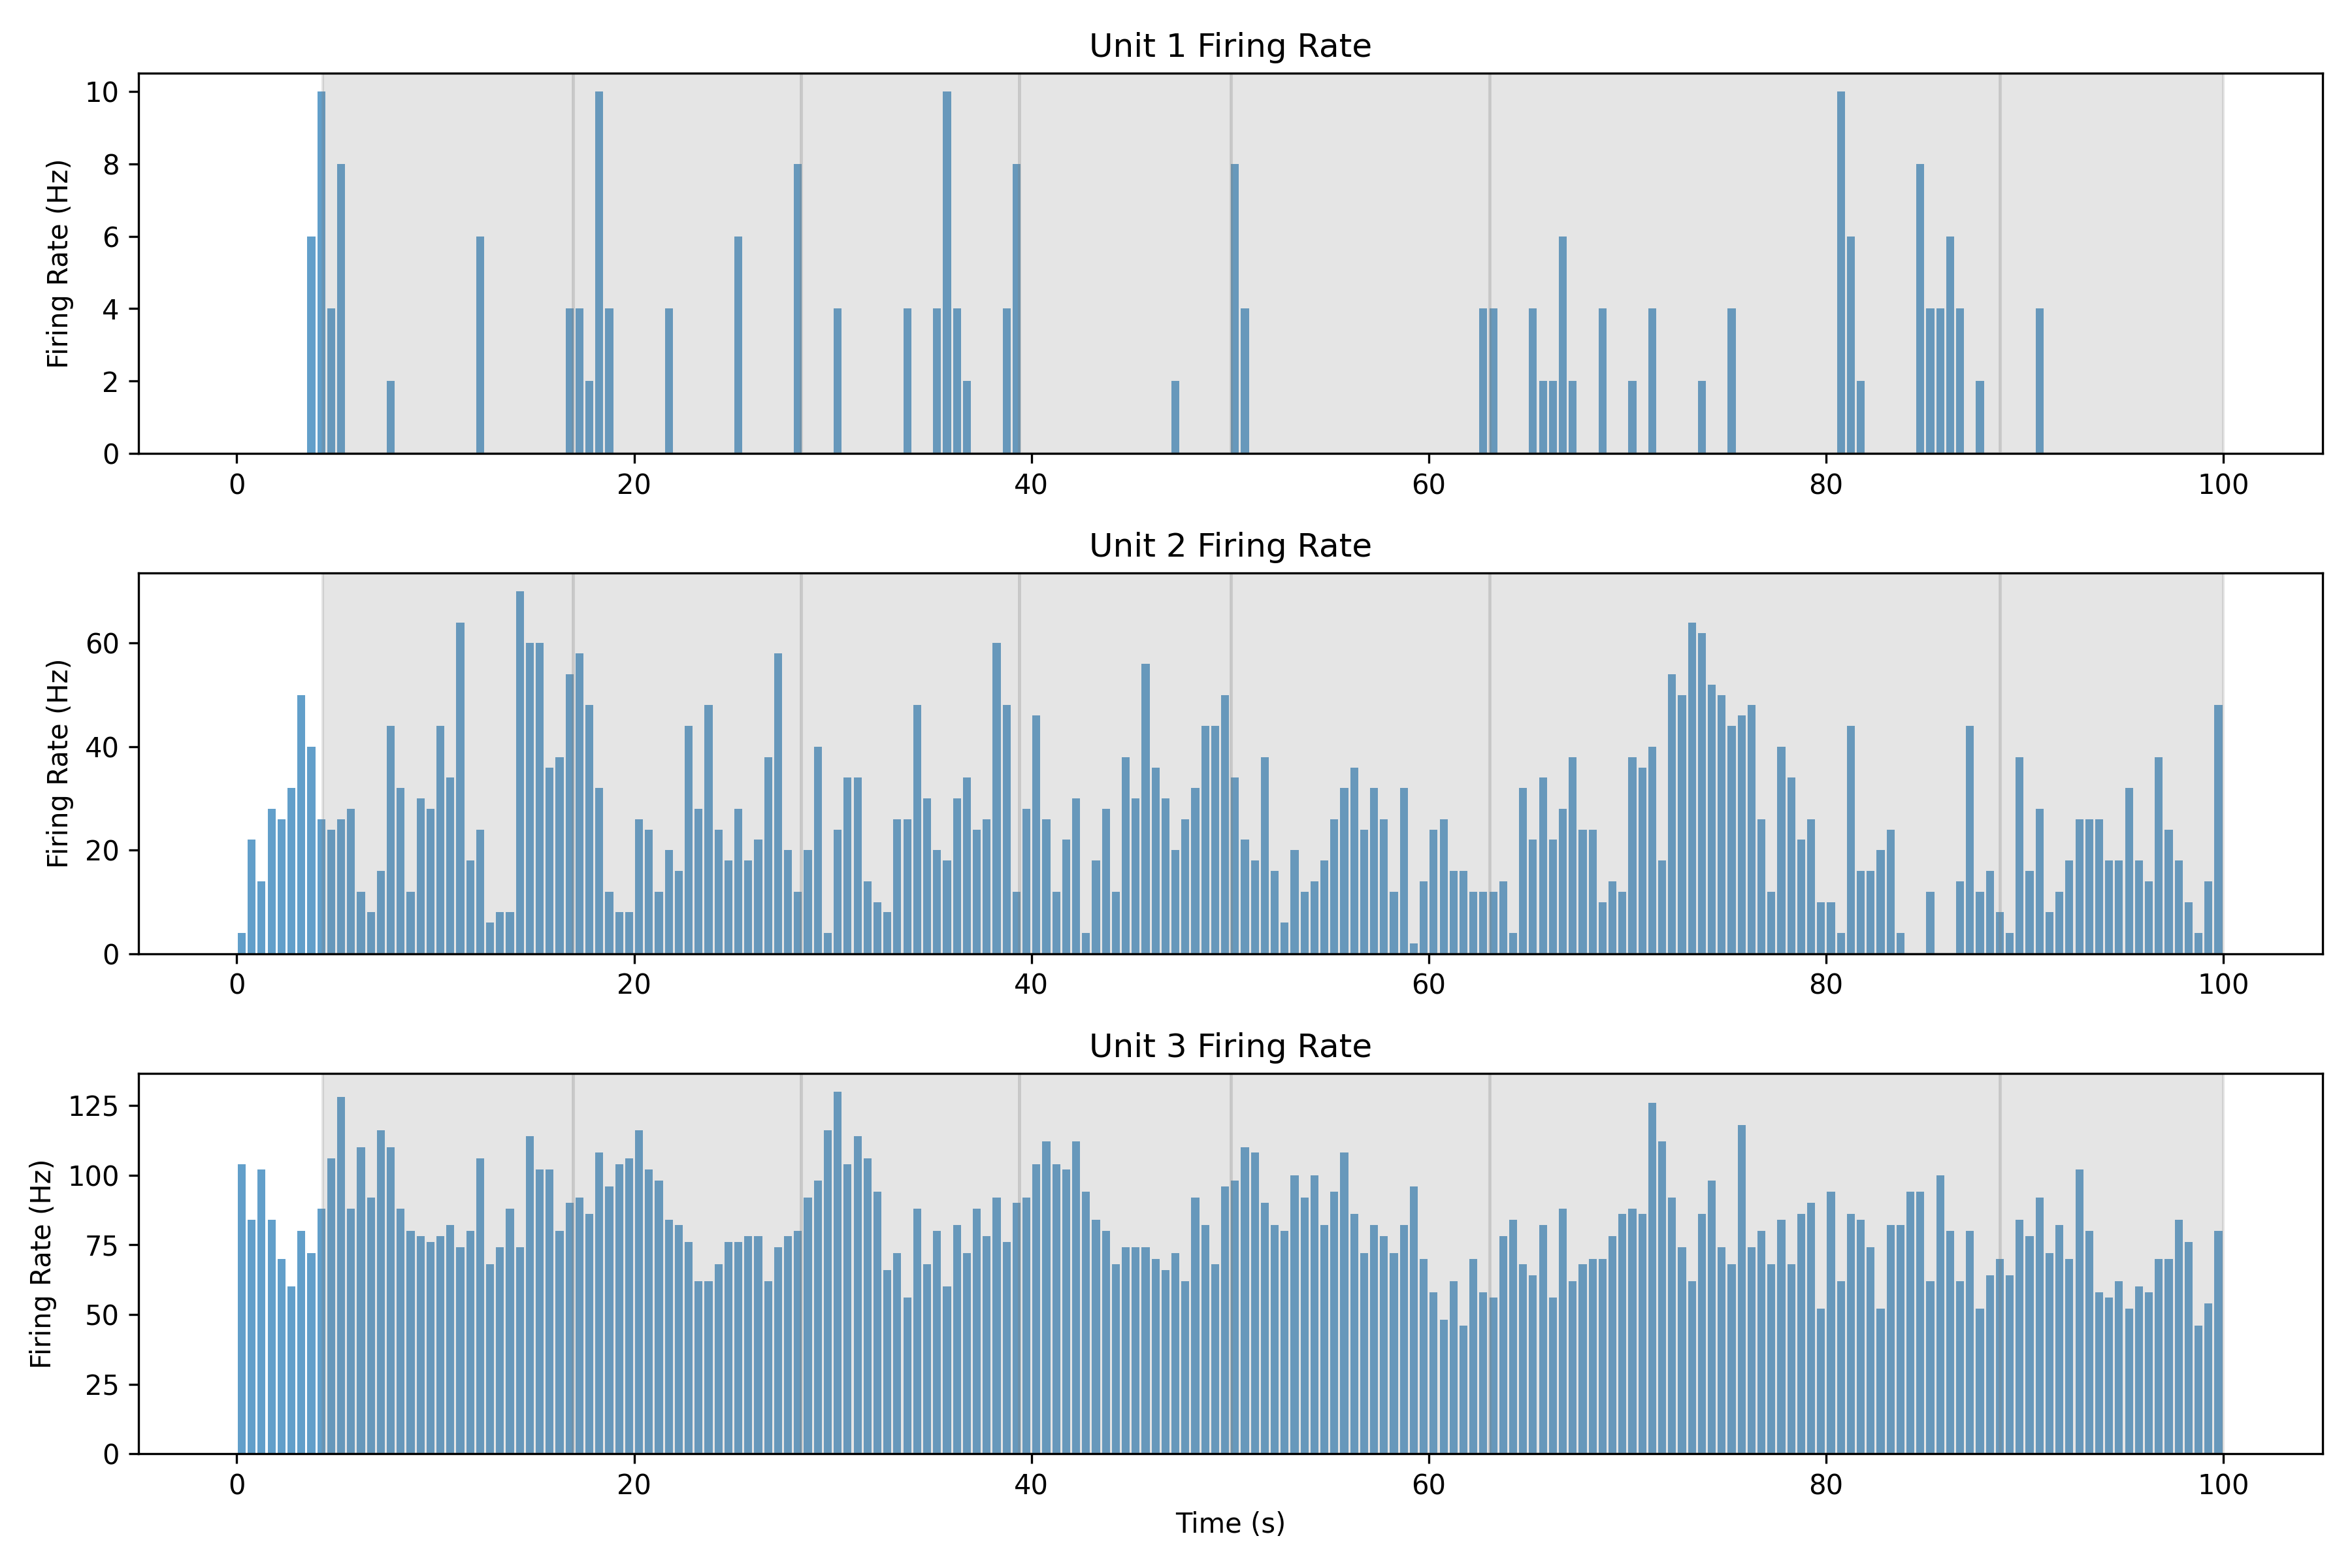 Unit 1 Firing Rate
Firing Rate (Hz)
10
8
6
4
2
0
0 20 40 60 80 100
Unit 2 Firing Rate
Firing Rate (Hz)
60
40
20
0
0 20 40 60 80 100
Unit 3 Firing Rate
Firing Rate (Hz)
125
100
75
50
25
0
0 20 40 60 80 100
Time (s)